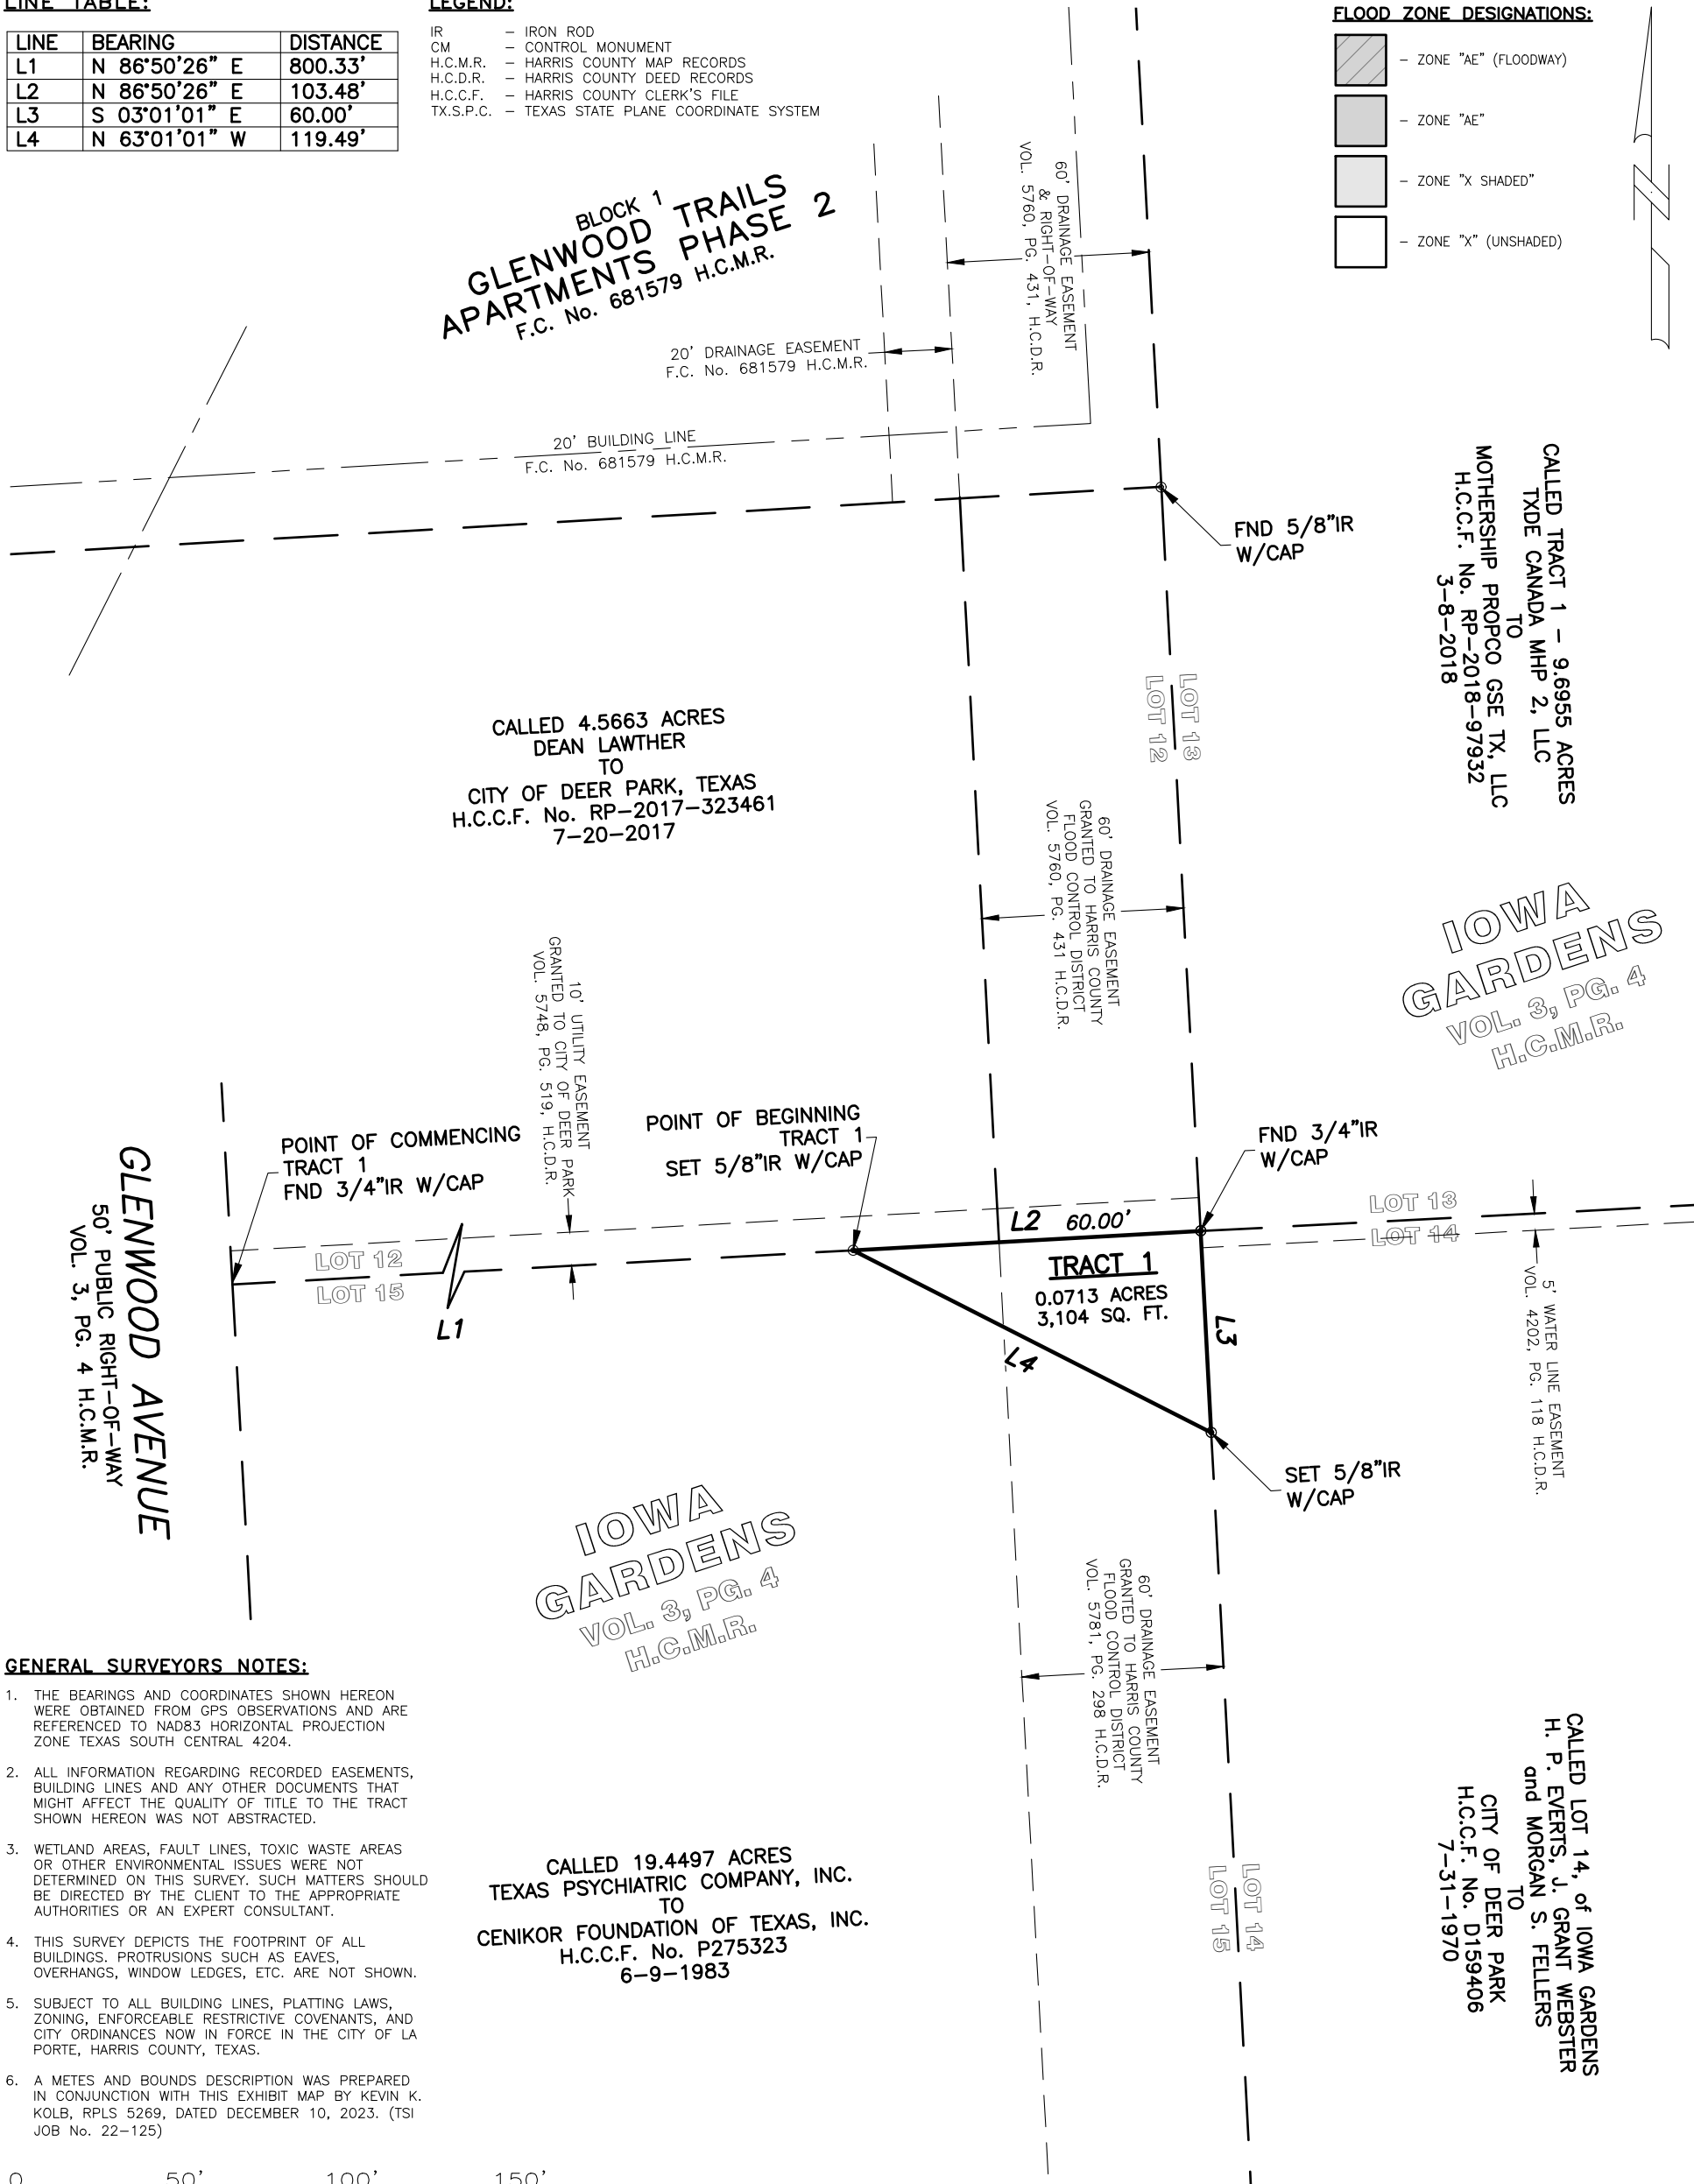 LINE TABLE:
LINE BEARING DISTANCE
L1 N 86°50'26" E 800.33'
L2 N 86°50'26" E 103.48'
L3 S 03°01'01" E 60.00'
L4 N 63°01'01" W 119.49'
LEGEND:
IR – IRON ROD
CM – CONTROL MONUMENT
H.C.M.R. – HARRIS COUNTY MAP RECORDS
H.C.D.R. – HARRIS COUNTY DEED RECORDS
H.C.C.F. – HARRIS COUNTY CLERK'S FILE
TX.S.P.C. – TEXAS STATE PLANE COORDINATE SYSTEM
FLOOD ZONE DESIGNATIONS:
– ZONE "AE" (FLOODWAY)
– ZONE "AE"
– ZONE "X SHADED"
– ZONE "X" (UNSHADED)
N
BLOCK 1
GLENWOOD TRAILS
APARTMENTS PHASE 2
F.C. No. 681579 H.C.M.R.
60' DRAINAGE EASEMENT
& RIGHT-OF-WAY
VOL. 5760, PG. 431, H.C.D.R.
20' DRAINAGE EASEMENT
F.C. No. 681579 H.C.M.R.
20' BUILDING LINE
F.C. No. 681579 H.C.M.R.
FND 5/8"IR
W/CAP
CALLED TRACT 1 – 9.6955 ACRES
TXDE CANADA MHP 2, LLC
TO
MOTHERSHIP PROPCO GSE TX, LLC
H.C.C.F. No. RP-2018-97932
3-8-2018
LOT 13
LOT 12
CALLED 4.5663 ACRES
DEAN LAWTHER
TO
CITY OF DEER PARK, TEXAS
H.C.C.F. No. RP-2017-323461
7-20-2017
60' DRAINAGE EASEMENT
GRANTED TO HARRIS COUNTY
FLOOD CONTROL DISTRICT
VOL. 5760, PG. 431 H.C.D.R.
IOWA
GARDENS
VOL. 3, PG. 4
H.C.M.R.
10' UTILITY EASEMENT
GRANTED TO CITY OF DEER PARK
VOL. 5748, PG. 519, H.C.D.R.
GLENWOOD AVENUE
50' PUBLIC RIGHT-OF-WAY
VOL. 3, PG. 4 H.C.M.R.
POINT OF COMMENCING
TRACT 1
FND 3/4"IR W/CAP
POINT OF BEGINNING
TRACT 1
SET 5/8"IR W/CAP
FND 3/4"IR
W/CAP
LOT 12
LOT 15
L1
L2 60.00'
TRACT 1
0.0713 ACRES
3,104 SQ. FT.
L3
L4
LOT 13
LOT 14
5' WATER LINE EASEMENT
VOL. 4202, PG. 118 H.C.D.R.
SET 5/8"IR
W/CAP
IOWA
GARDENS
VOL. 3, PG. 4
H.C.M.R.
60' DRAINAGE EASEMENT
GRANTED TO HARRIS COUNTY
FLOOD CONTROL DISTRICT
VOL. 5781, PG. 298 H.C.D.R.
GENERAL SURVEYORS NOTES:
1. THE BEARINGS AND COORDINATES SHOWN HEREON
WERE OBTAINED FROM GPS OBSERVATIONS AND ARE
REFERENCED TO NAD83 HORIZONTAL PROJECTION
ZONE TEXAS SOUTH CENTRAL 4204.
2. ALL INFORMATION REGARDING RECORDED EASEMENTS,
BUILDING LINES AND ANY OTHER DOCUMENTS THAT
MIGHT AFFECT THE QUALITY OF TITLE TO THE TRACT
SHOWN HEREON WAS NOT ABSTRACTED.
3. WETLAND AREAS, FAULT LINES, TOXIC WASTE AREAS
OR OTHER ENVIRONMENTAL ISSUES WERE NOT
DETERMINED ON THIS SURVEY. SUCH MATTERS SHOULD
BE DIRECTED BY THE CLIENT TO THE APPROPRIATE
AUTHORITIES OR AN EXPERT CONSULTANT.
4. THIS SURVEY DEPICTS THE FOOTPRINT OF ALL
BUILDINGS. PROTRUSIONS SUCH AS EAVES,
OVERHANGS, WINDOW LEDGES, ETC. ARE NOT SHOWN.
5. SUBJECT TO ALL BUILDING LINES, PLATTING LAWS,
ZONING, ENFORCEABLE RESTRICTIVE COVENANTS, AND
CITY ORDINANCES NOW IN FORCE IN THE CITY OF LA
PORTE, HARRIS COUNTY, TEXAS.
6. A METES AND BOUNDS DESCRIPTION WAS PREPARED
IN CONJUNCTION WITH THIS EXHIBIT MAP BY KEVIN K.
KOLB, RPLS 5269, DATED DECEMBER 10, 2023. (TSI
JOB No. 22-125)
CALLED 19.4497 ACRES
TEXAS PSYCHIATRIC COMPANY, INC.
TO
CENIKOR FOUNDATION OF TEXAS, INC.
H.C.C.F. No. P275323
6-9-1983
LOT 14
LOT 15
CALLED LOT 14, of IOWA GARDENS
H. P. EVERTS, J. GRANT WEBSTER
and MORGAN S. FELLERS
TO
CITY OF DEER PARK
H.C.C.F. No. D159406
7-31-1970
0 50' 100' 150'